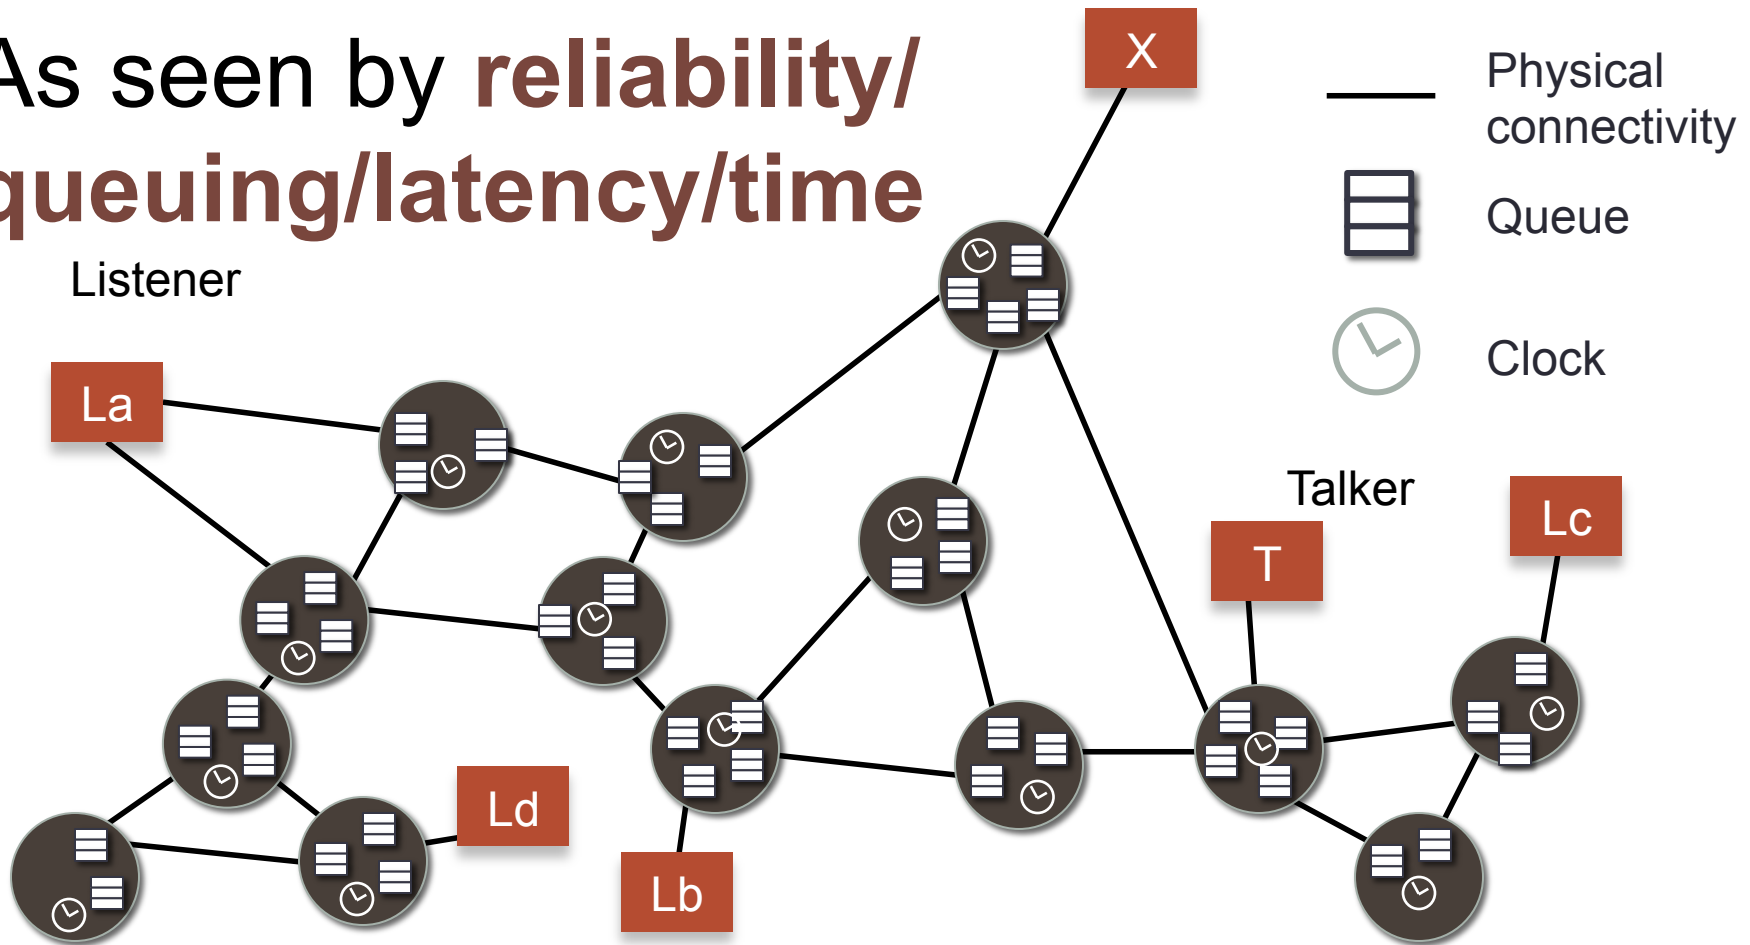 As seen by reliability/
queuing/latency/time
Listener
X
Physical
connectivity
Queue
Clock
La
Talker
T
Lc
Ld
Lb